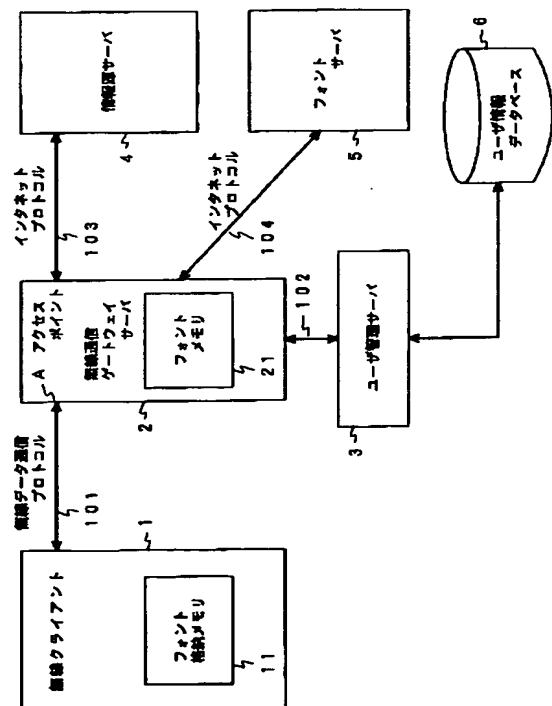 無線クライアント
1
フォント
格納メモリ
11
無線データ通信
プロトコル
101
A アクセス
ポイント
無線通信
ゲートウェイ
サーバ
フォント
メモリ
21
2
インタネット
プロトコル
103
情報源サーバ
4
インタネット
プロトコル
104
フォント
サーバ
5
102
ユーザ管理サーバ
3
ユーザ情報
データベース
6